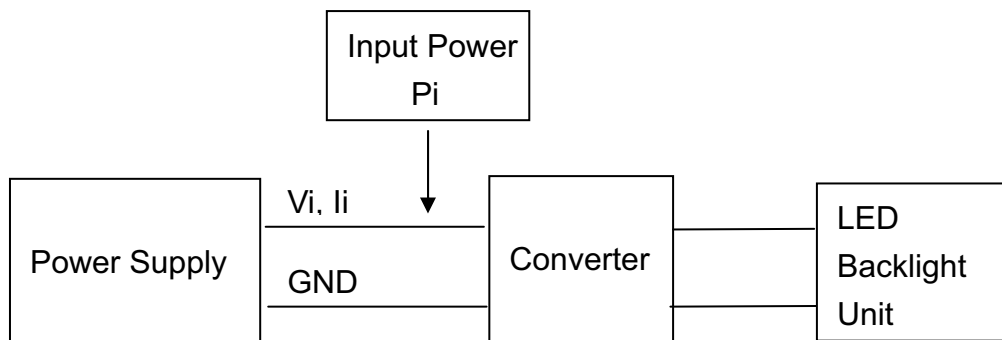 Input Power
Pi
Vi, Ii
GND
Power Supply
Converter
LED
Backlight
Unit